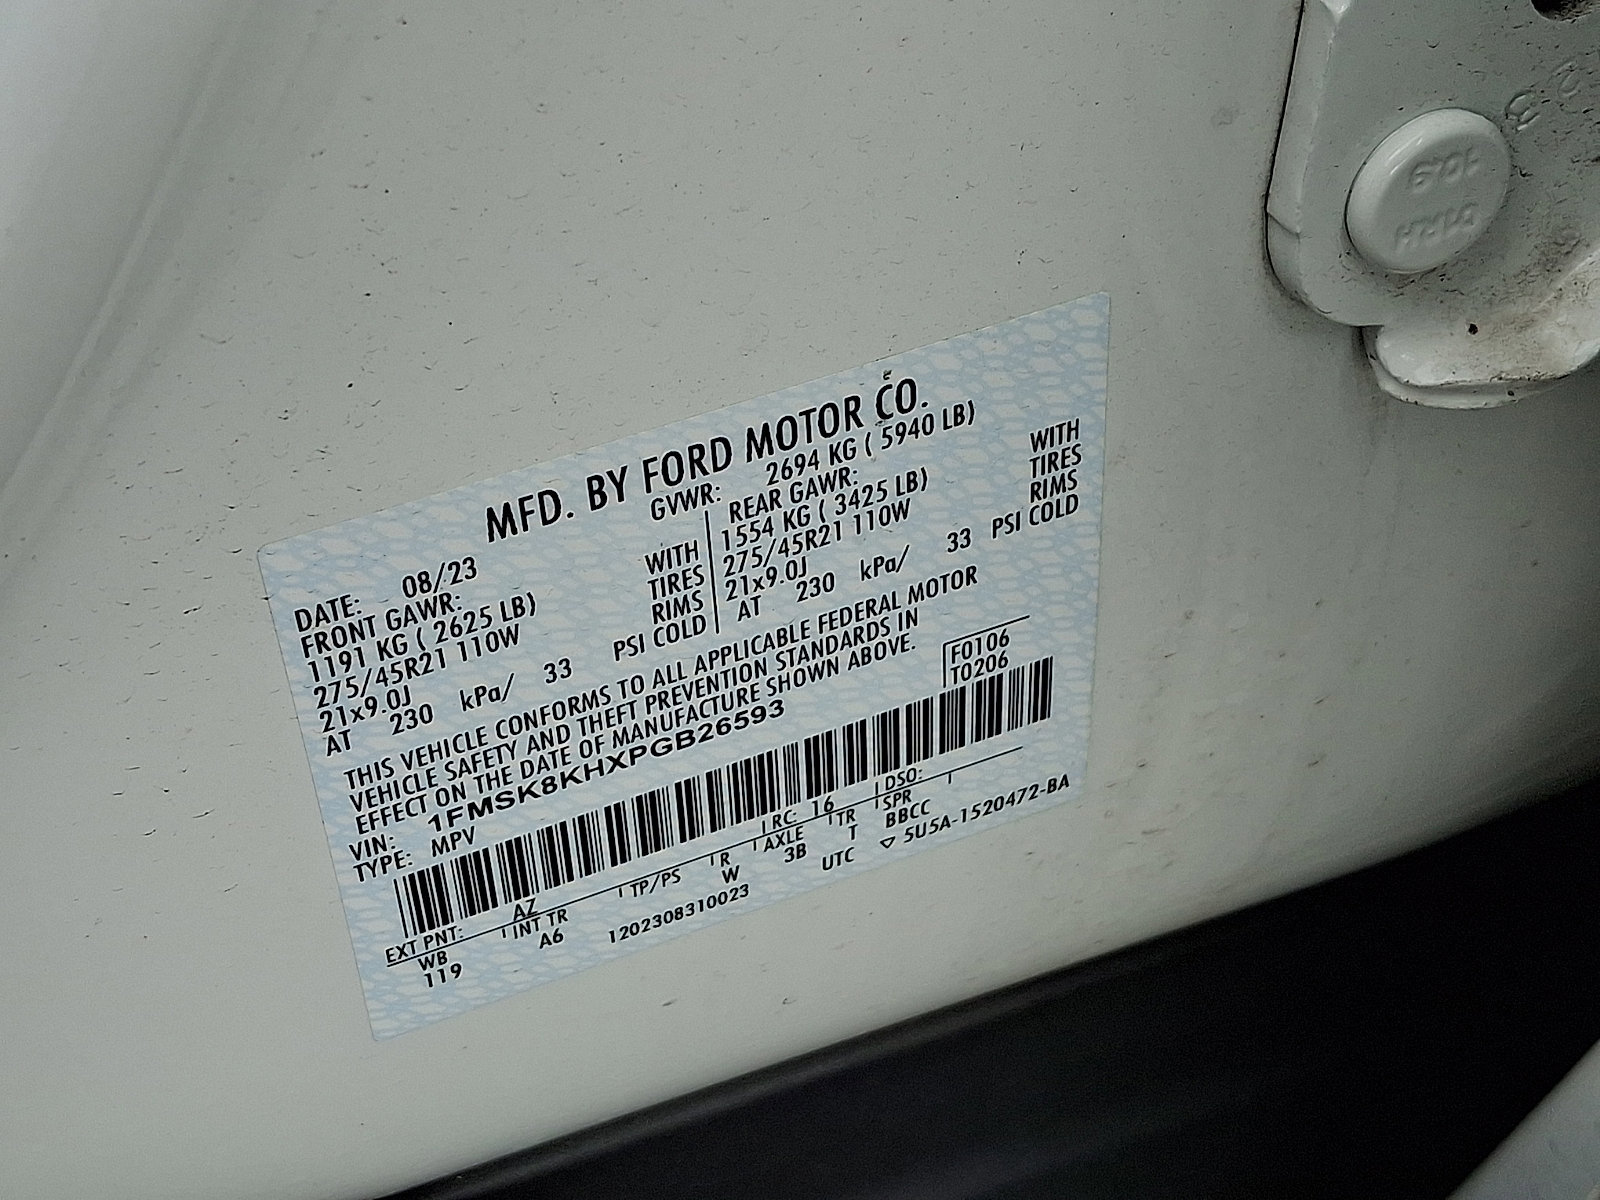 MFD. BY FORD MOTOR CO.
DATE: 08/23 GVWR: 2694 KG ( 5940 LB)
FRONT GAWR: REAR GAWR:
1191 KG ( 2625 LB) WITH 1554 KG ( 3425 LB) WITH
275/45R21 110W TIRES 275/45R21 110W TIRES
21x9.0J RIMS 21x9.0J RIMS
AT 230 kPa/ 33 PSI COLD AT 230 kPa/ 33 PSI COLD
THIS VEHICLE CONFORMS TO ALL APPLICABLE FEDERAL MOTOR
VEHICLE SAFETY AND THEFT PREVENTION STANDARDS IN
EFFECT ON THE DATE OF MANUFACTURE SHOWN ABOVE.
VIN: 1FMSK8KHXPGB26593 F0106
TYPE: MPV T0206
EXT PNT: AZ RC: 16 DSO:
WB INT TR TP/PS R AXLE TR SPR
119 A6 W 3B T BBCC
1202308310023 UTC ▽ 5U5A-1520472-BA
10.9